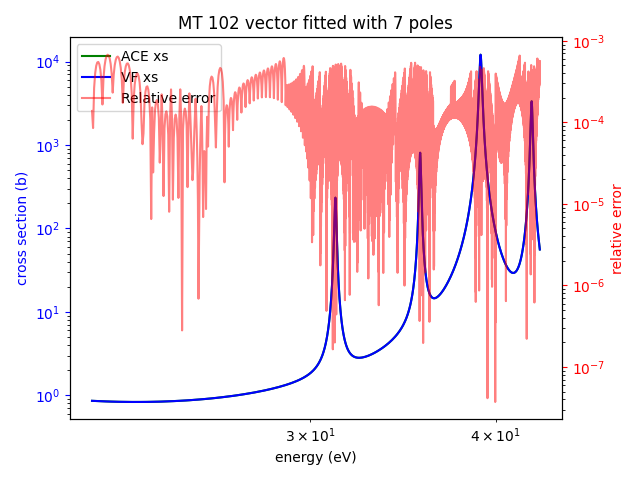 MT 102 vector fitted with 7 poles
ACE xs
VF xs
Relative error
cross section (b)
10⁴
10³
10²
10¹
10⁰
10⁻³
10⁻⁴
10⁻⁵
10⁻⁶
10⁻⁷
relative error
3 × 10¹
4 × 10¹
energy (eV)